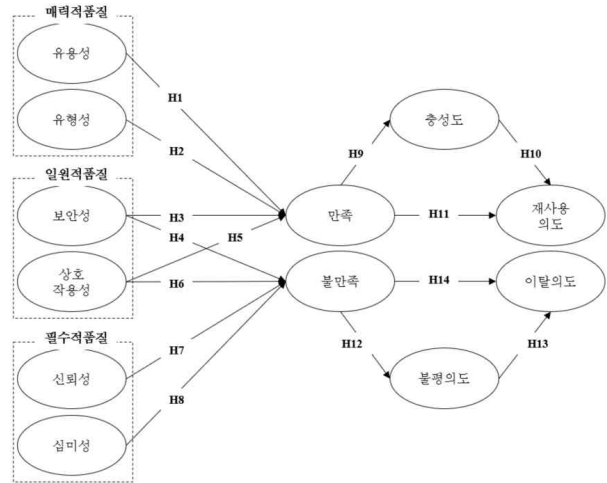 매력적품질
유용성
유형성
H1
H2
일원적품질
보안성
상호
작용성
H3
H4
H5
H6
필수적품질
신뢰성
심미성
H7
H8
만족
불만족
충성도
H9
H10
H11
재사용
의도
H14
이탈의도
H12
H13
불평의도